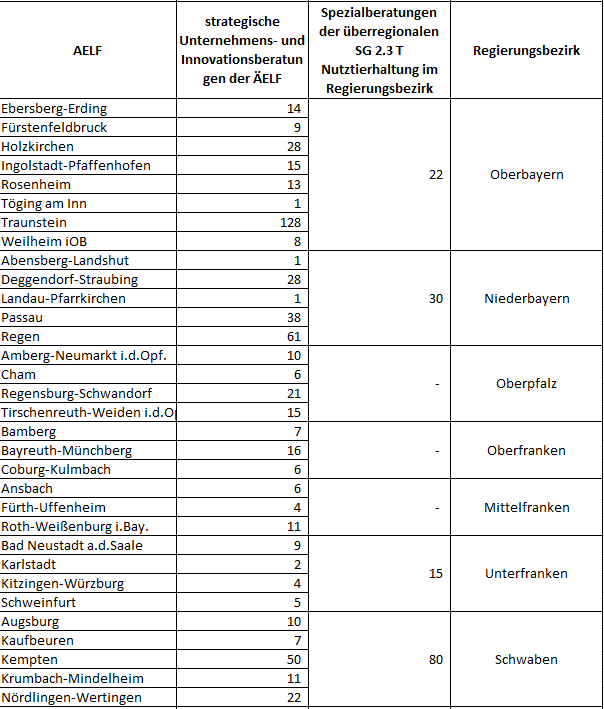 AELF | strategische Unternehmens- und Innovationsberatun gen der ÄELF | Spezialberatungen der überregionalen SG 2.3 T Nutztierhaltung im Regierungsbezirk | Regierungsbezirk
Ebersberg-Erding 14
Fürstenfeldbruck 9
Holzkirchen 28
Ingolstadt-Pfaffenhofen 15 22 Oberbayern
Rosenheim 13
Töging am Inn 1
Traunstein 128
Weilheim iOB 8
Abensberg-Landshut 1
Deggendorf-Straubing 28
Landau-Pfarrkirchen 1 30 Niederbayern
Passau 38
Regen 61
Amberg-Neumarkt i.d.Opf. 10
Cham 6 - Oberpfalz
Regensburg-Schwandorf 21
Tirschenreuth-Weiden i.d.Op 15
Bamberg 7
Bayreuth-Münchberg 16 - Oberfranken
Coburg-Kulmbach 6
Ansbach 6
Fürth-Uffenheim 4 - Mittelfranken
Roth-Weißenburg i.Bay. 11
Bad Neustadt a.d.Saale 9
Karlstadt 2 15 Unterfranken
Kitzingen-Würzburg 4
Schweinfurt 5
Augsburg 10
Kaufbeuren 7
Kempten 50 80 Schwaben
Krumbach-Mindelheim 11
Nördlingen-Wertingen 22